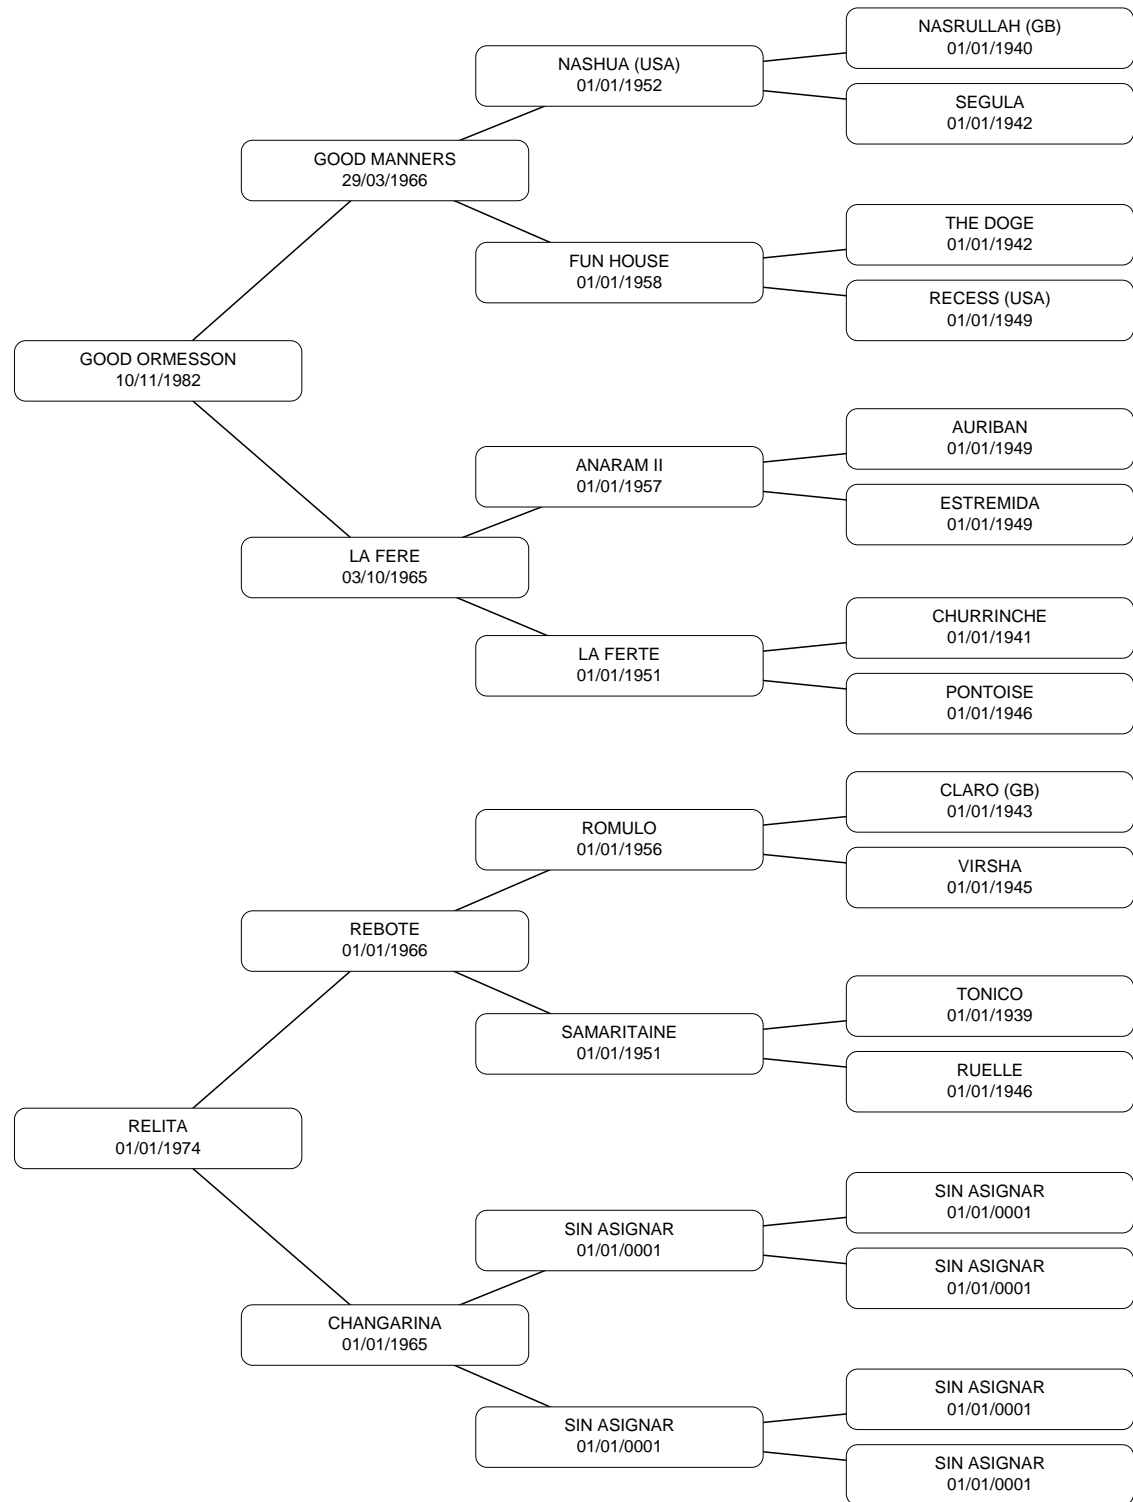 NASRULLAH (GB)
01/01/1940
NASHUA (USA)
01/01/1952
SEGULA
01/01/1942
GOOD MANNERS
29/03/1966
THE DOGE
01/01/1942
FUN HOUSE
01/01/1958
RECESS (USA)
01/01/1949
GOOD ORMESSON
10/11/1982
AURIBAN
01/01/1949
ANARAM II
01/01/1957
ESTREMIDA
01/01/1949
LA FERE
03/10/1965
CHURRINCHE
01/01/1941
LA FERTE
01/01/1951
PONTOISE
01/01/1946
CLARO (GB)
01/01/1943
ROMULO
01/01/1956
VIRSHA
01/01/1945
REBOTE
01/01/1966
TONICO
01/01/1939
SAMARITAINE
01/01/1951
RUELLE
01/01/1946
RELITA
01/01/1974
SIN ASIGNAR
01/01/0001
SIN ASIGNAR
01/01/0001
SIN ASIGNAR
01/01/0001
CHANGARINA
01/01/1965
SIN ASIGNAR
01/01/0001
SIN ASIGNAR
01/01/0001
SIN ASIGNAR
01/01/0001